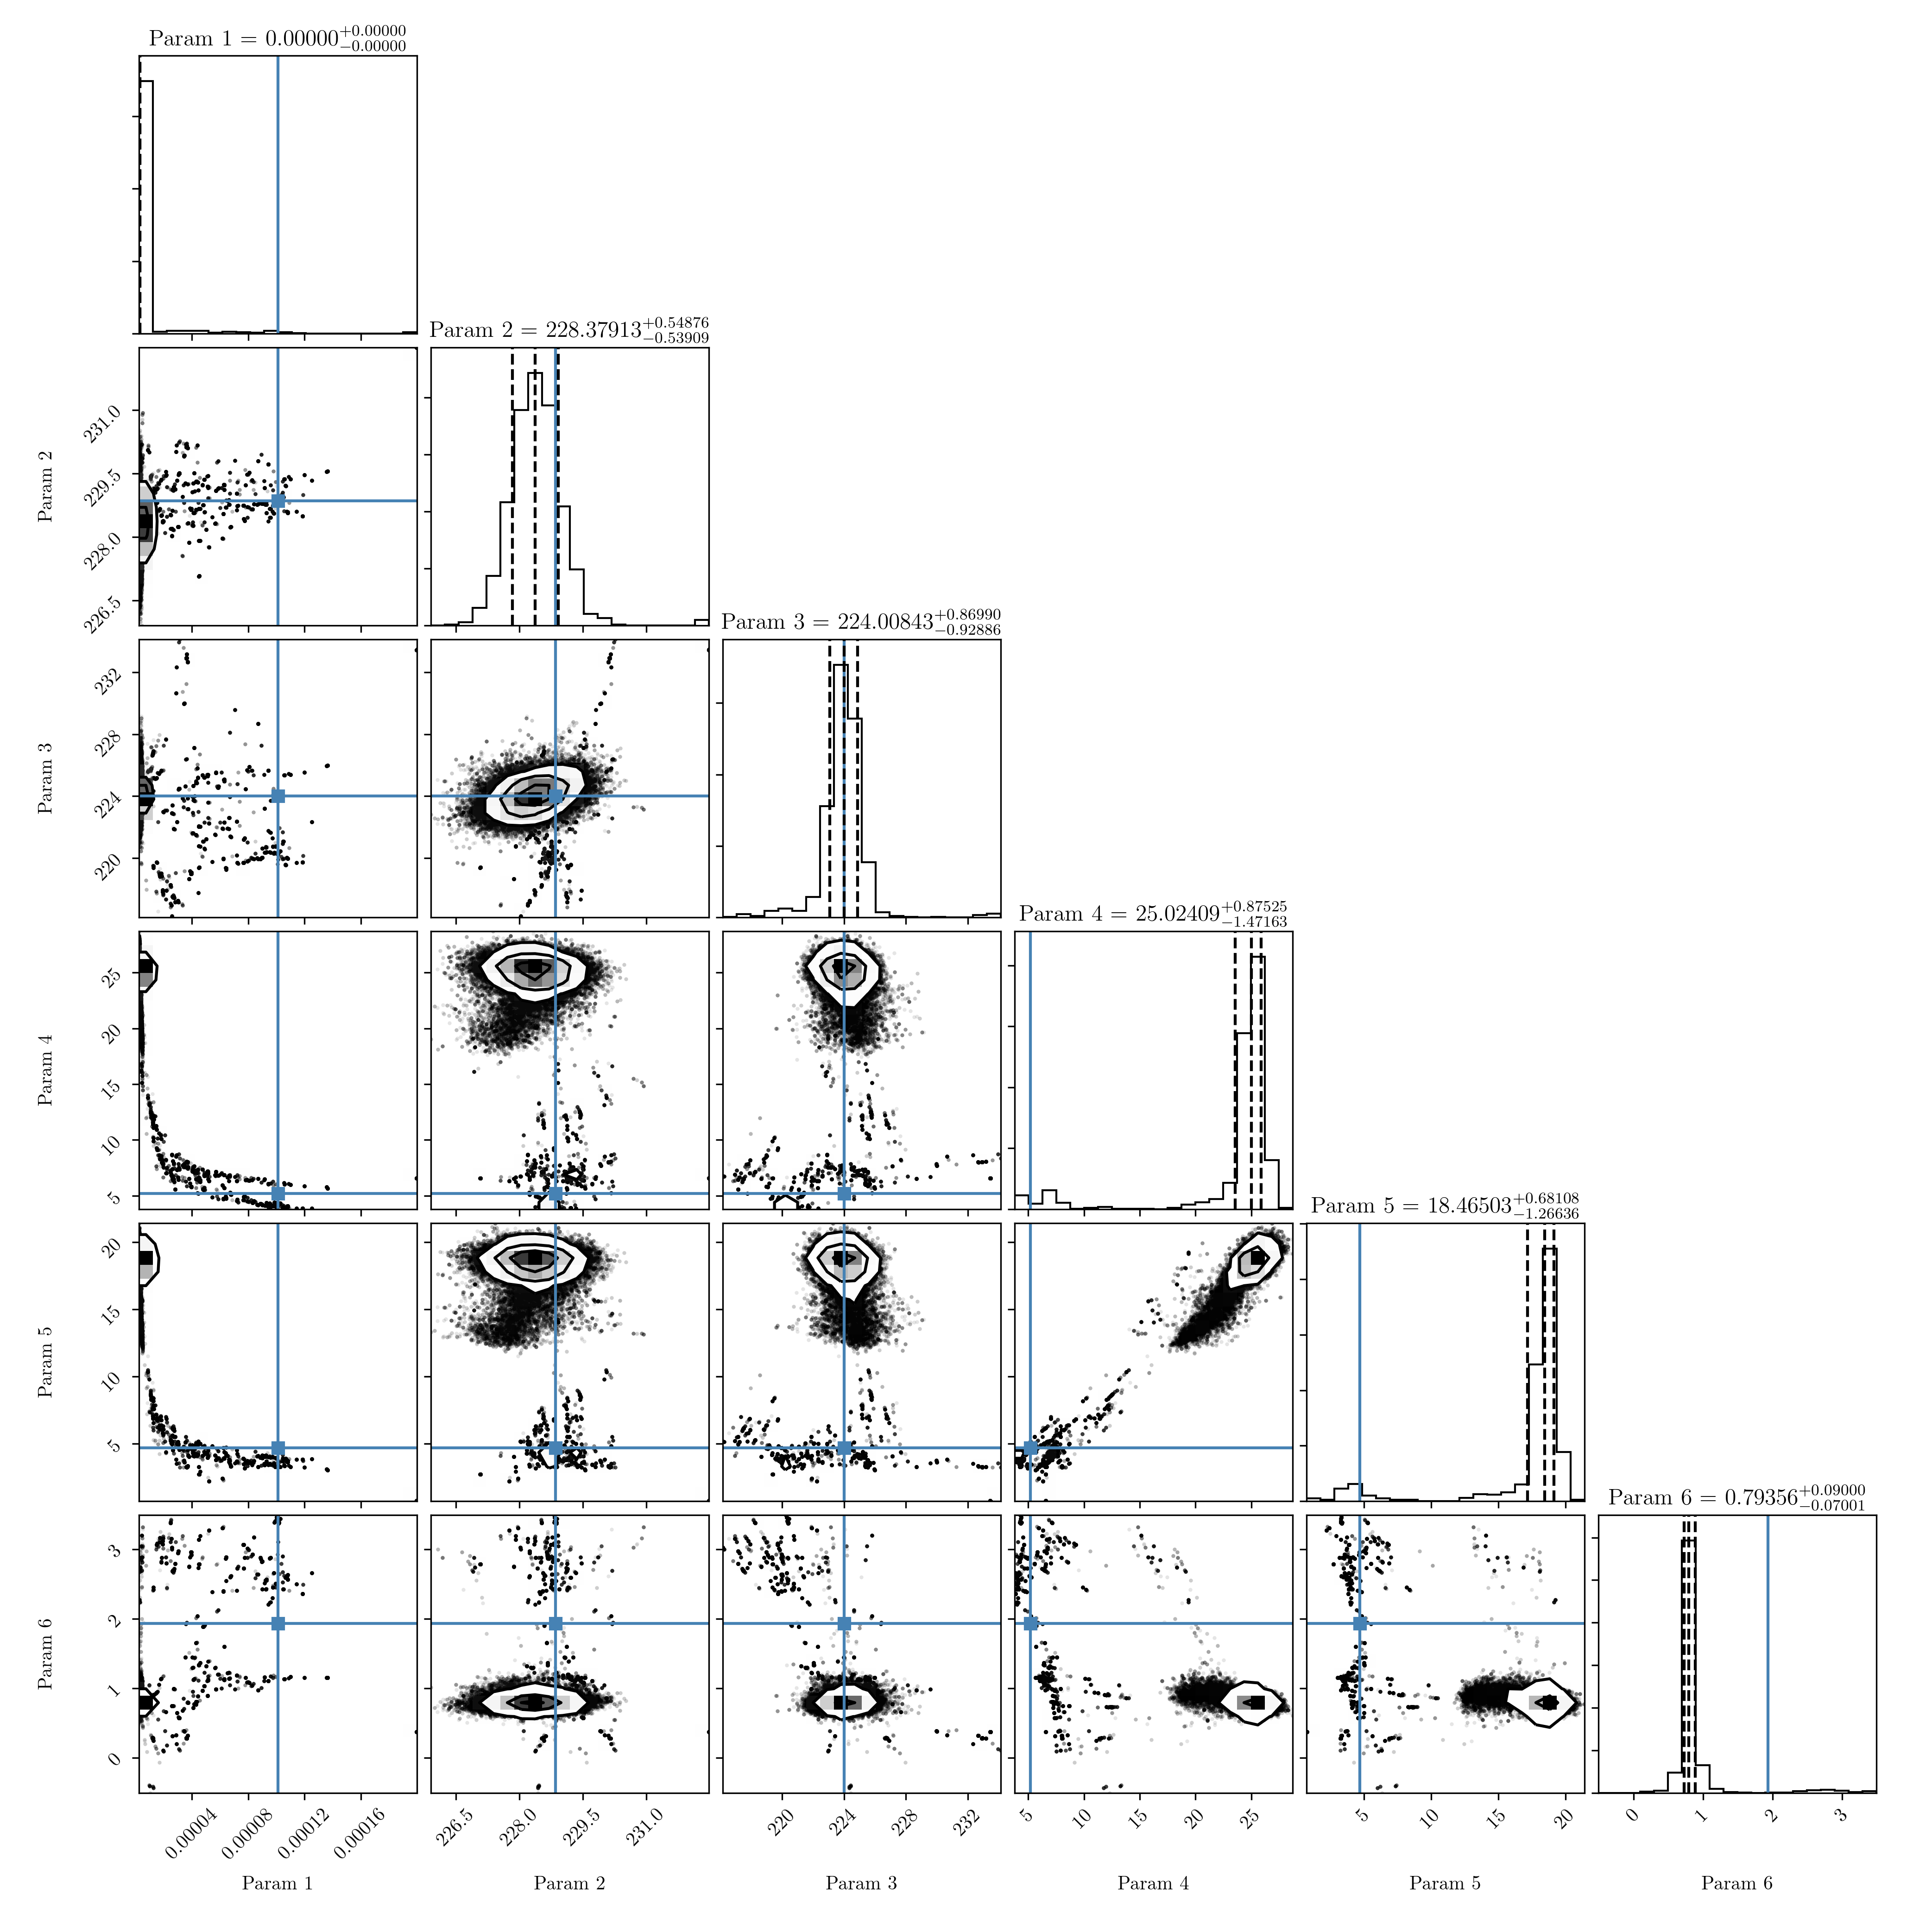 Param 1 = 0.00000+0.00000−0.00000
Param 2 = 228.37913+0.54876−0.53909
231.0
229.5
228.0
226.5
Param 2
Param 3 = 224.00843+0.86990−0.92886
232
228
224
220
Param 3
Param 4 = 25.02409+0.87525−1.47163
25
20
15
10
5
Param 4
Param 5 = 18.46503+0.68108−1.26636
20
15
10
5
Param 5
Param 6 = 0.79356+0.09000−0.07001
3
2
1
0
Param 6
0.00004 0.00008 0.00012 0.00016 226.5 228.0 229.5 231.0 220 224 228 232 5 10 15 20 25 5 10 15 20 0 1 2 3
Param 1 Param 2 Param 3 Param 4 Param 5 Param 6